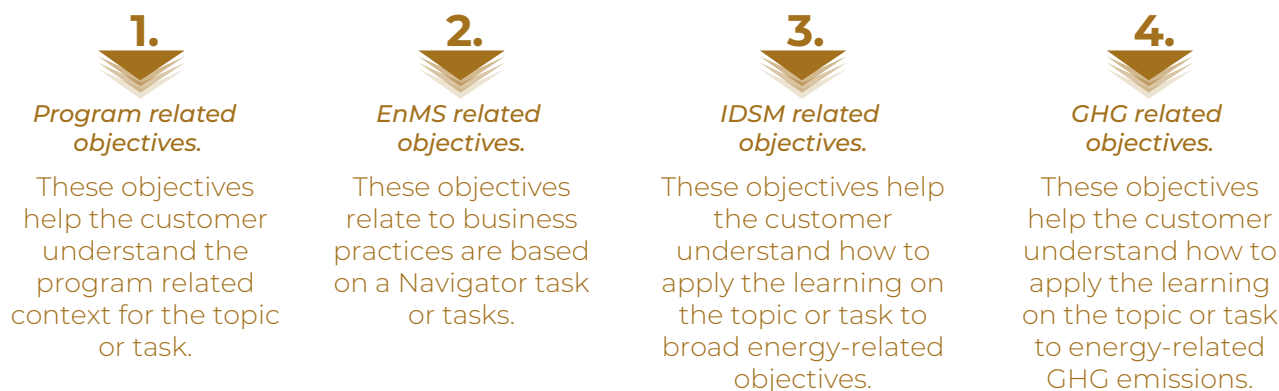 1.
Program related
objectives.
These objectives
help the customer
understand the
program related
context for the topic
or task.
2.
EnMS related
objectives.
These objectives
relate to business
practices are based
on a Navigator task
or tasks.
3.
IDSM related
objectives.
These objectives help
the customer
understand how to
apply the learning on
the topic or task to
broad energy-related
objectives.
4.
GHG related
objectives.
These objectives
help the customer
understand how to
apply the learning
on the topic or task
to energy-related
GHG emissions.